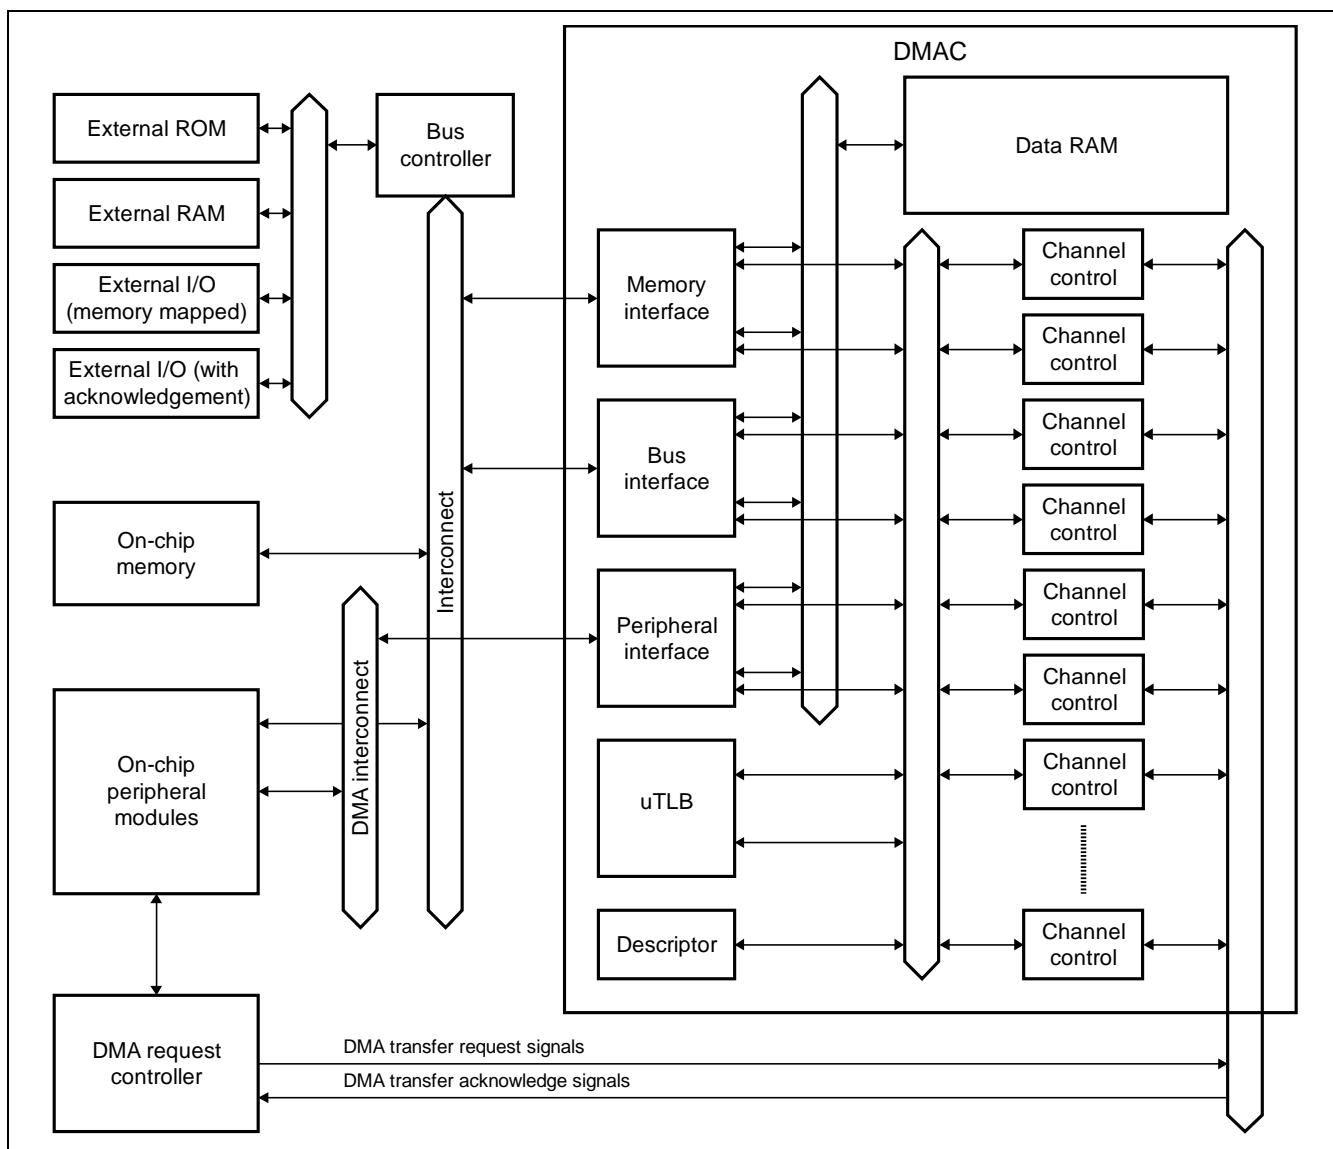 DMAC
External ROM
Bus
controller
Data RAM
External RAM
External I/O
(memory mapped)
External I/O (with
acknowledgement)
Memory
interface
Channel
control
Channel
control
Bus
interface
Channel
control
Channel
control
On-chip
memory
Interconnect
Peripheral
interface
Channel
control
Channel
control
On-chip
peripheral
modules
DMA interconnect
uTLB
Channel
control
Descriptor
Channel
control
DMA request
controller
DMA transfer request signals
DMA transfer acknowledge signals